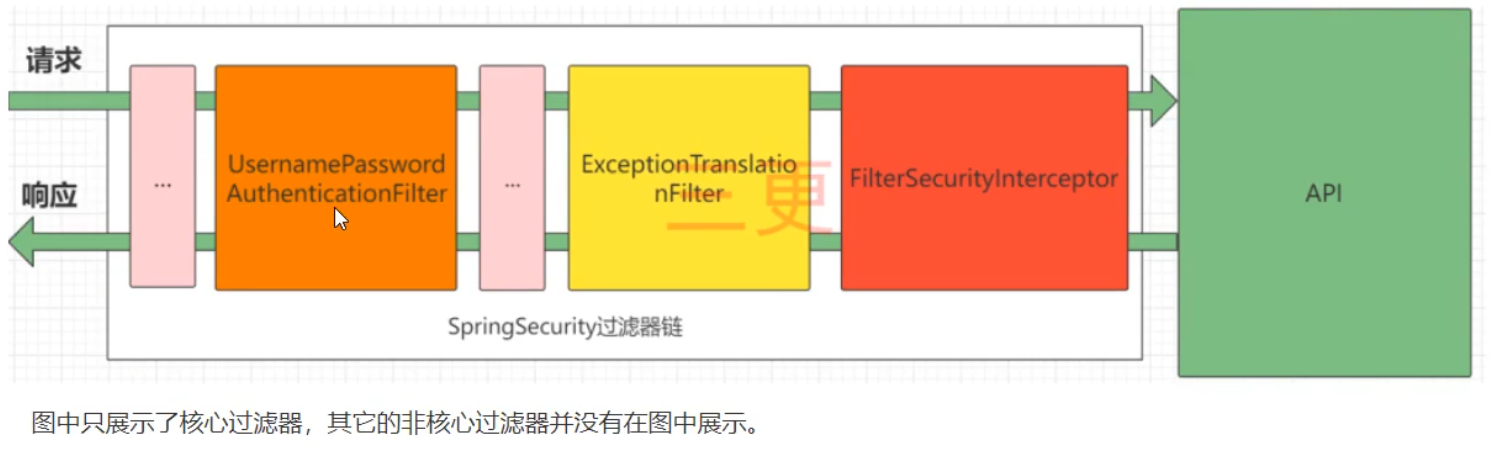 请求
响应
...
UsernamePassword
AuthenticationFilter
...
ExceptionTranslatio
nFilter
三更
FilterSecurityInterceptor
API
SpringSecurity过滤器链
图中只展示了核心过滤器，其它的非核心过滤器并没有在图中展示。